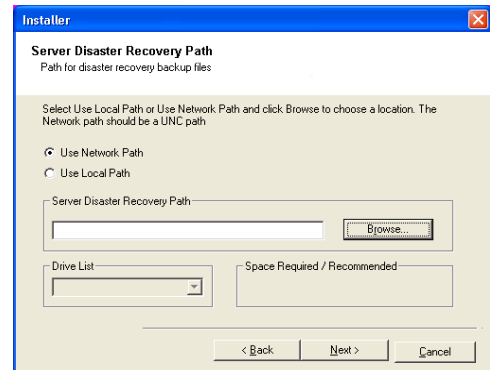 Installer
Server Disaster Recovery Path
Path for disaster recovery backup files
Select Use Local Path or Use Network Path and click Browse to choose a location. The
Network path should be a UNC path
Use Network Path
Use Local Path
Server Disaster Recovery Path
Browse...
Drive List
Space Required / Recommended
< Back
Next >
Cancel